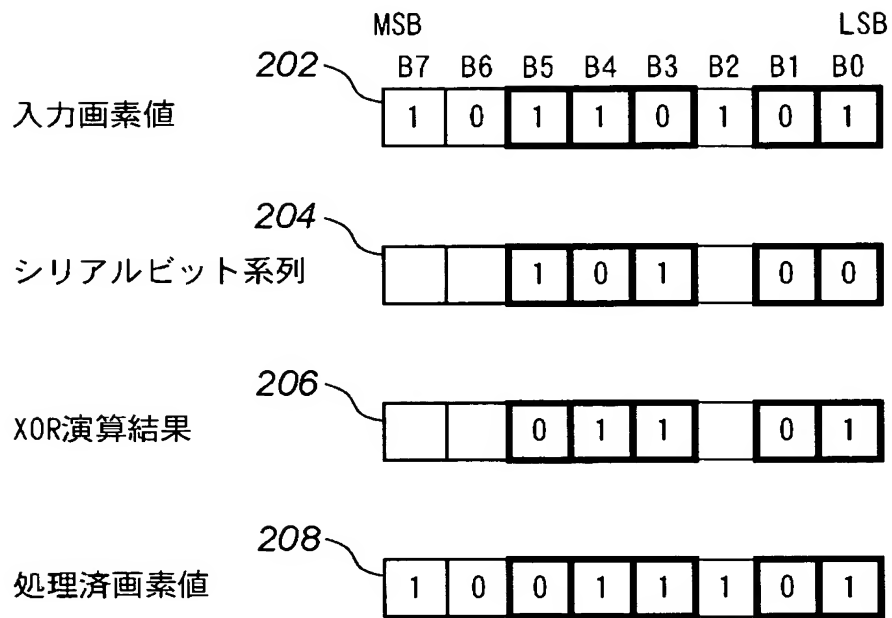 MSB LSB
202 B7 B6 B5 B4 B3 B2 B1 B0
入力画素値 1 0 1 1 0 1 0 1
204
シリアルビット系列 1 0 1 0 0
206
XOR演算結果 0 1 1 0 1
208
処理済画素値 1 0 0 1 1 1 0 1